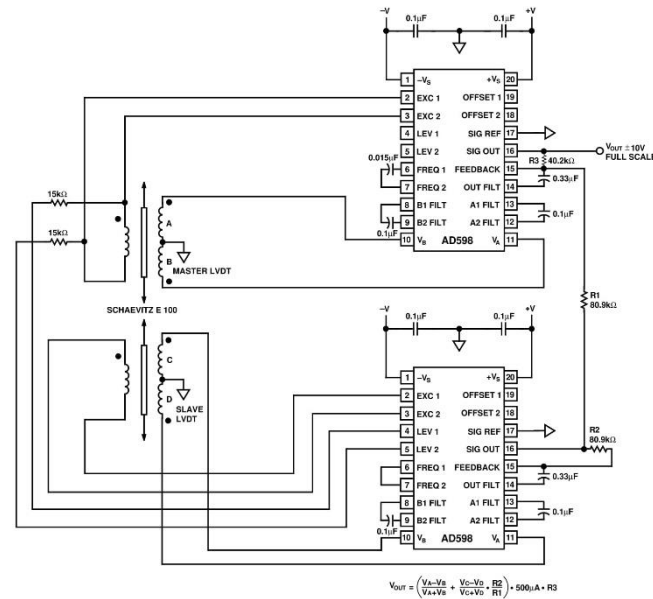 0.1µF 0.1µF
–V +V
1 –VS +VS 20
2 EXC 1 OFFSET 1 19
3 EXC 2 OFFSET 2 18
4 LEV 1 SIG REF 17
5 LEV 2 SIG OUT 16
VOUT ±10V
FULL SCALE
R3 40.2kΩ
0.015µF
6 FREQ 1 FEEDBACK 15
7 FREQ 2 OUT FILT 14
0.33µF
8 B1 FILT A1 FILT 13
9 B2 FILT A2 FILT 12
0.1µF 0.1µF
10 VB VA 11
AD598
15kΩ
15kΩ
A
B
MASTER LVDT
SCHAEVITZ E 100
R1
80.9kΩ
0.1µF 0.1µF
–V +V
C
D
SLAVE
LVDT
1 –VS +VS 20
2 EXC 1 OFFSET 1 19
3 EXC 2 OFFSET 2 18
4 LEV 1 SIG REF 17
5 LEV 2 SIG OUT 16
R2
80.9kΩ
6 FREQ 1 FEEDBACK 15
7 FREQ 2 OUT FILT 14
0.33µF
8 B1 FILT A1 FILT 13
9 B2 FILT A2 FILT 12
0.1µF 0.1µF
10 VB VA 11
AD598
VOUT = (VA–VB/VA+VB + VC–VD/VC+VD • R2/R1) • 500µA • R3